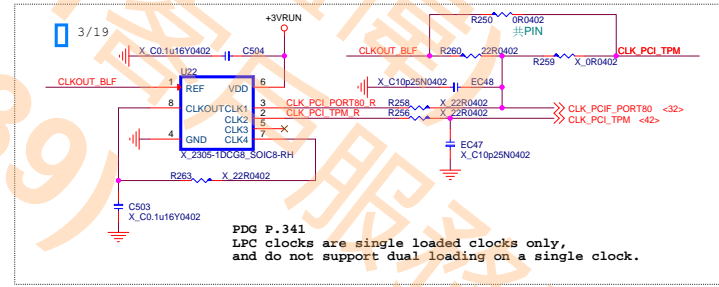 3/19
+3VRUN
R250 0R0402
共PIN
X_C0.1u16Y0402 C504
CLKOUT_BLF R260 22R0402
R259 X_0R0402
CLK_PCI_TPM
U22
CLKOUT_BLF 1 REF VDD 6
X_C10p25N0402 EC48
8 CLKOUT CLK1 3 CLK_PCI_PORT80_R R258 X_22R0402 CLK_PCIF_PORT80 <32>
CLK2 2 CLK_PCI_TPM_R R256 X_22R0402 CLK_PCI_TPM <42>
CLK3 5
4 GND CLK4 7
X_2305-1DCG8_SOIC8-RH
EC47
X_C10p25N0402
R263 X_22R0402
C503
X_C0.1u16Y0402
PDG P.341
LPC clocks are single loaded clocks only,
and do not support dual loading on a single clock.